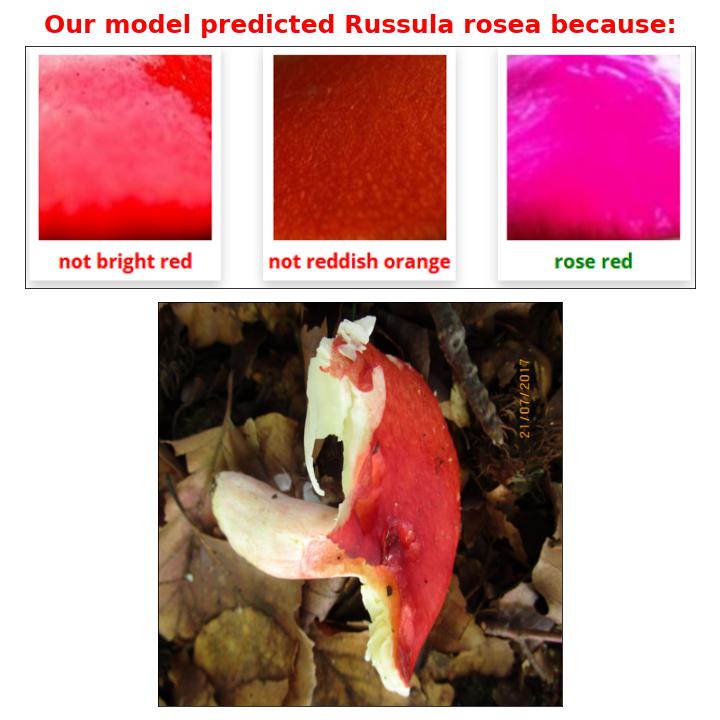 Our model predicted Russula rosea because:
not bright red
not reddish orange
rose red
21/07/2017